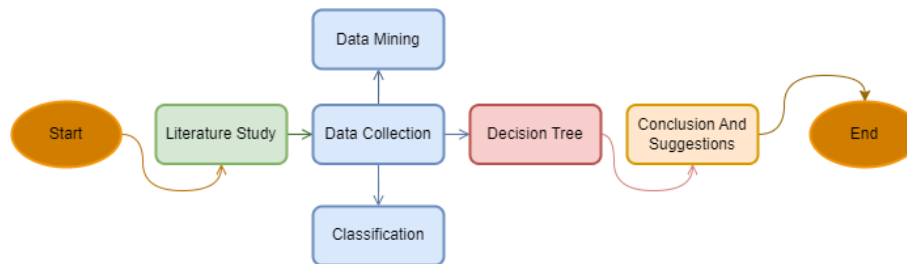 Data Mining
Start
Literature Study
Data Collection
Decision Tree
Conclusion And
Suggestions
End
Classification